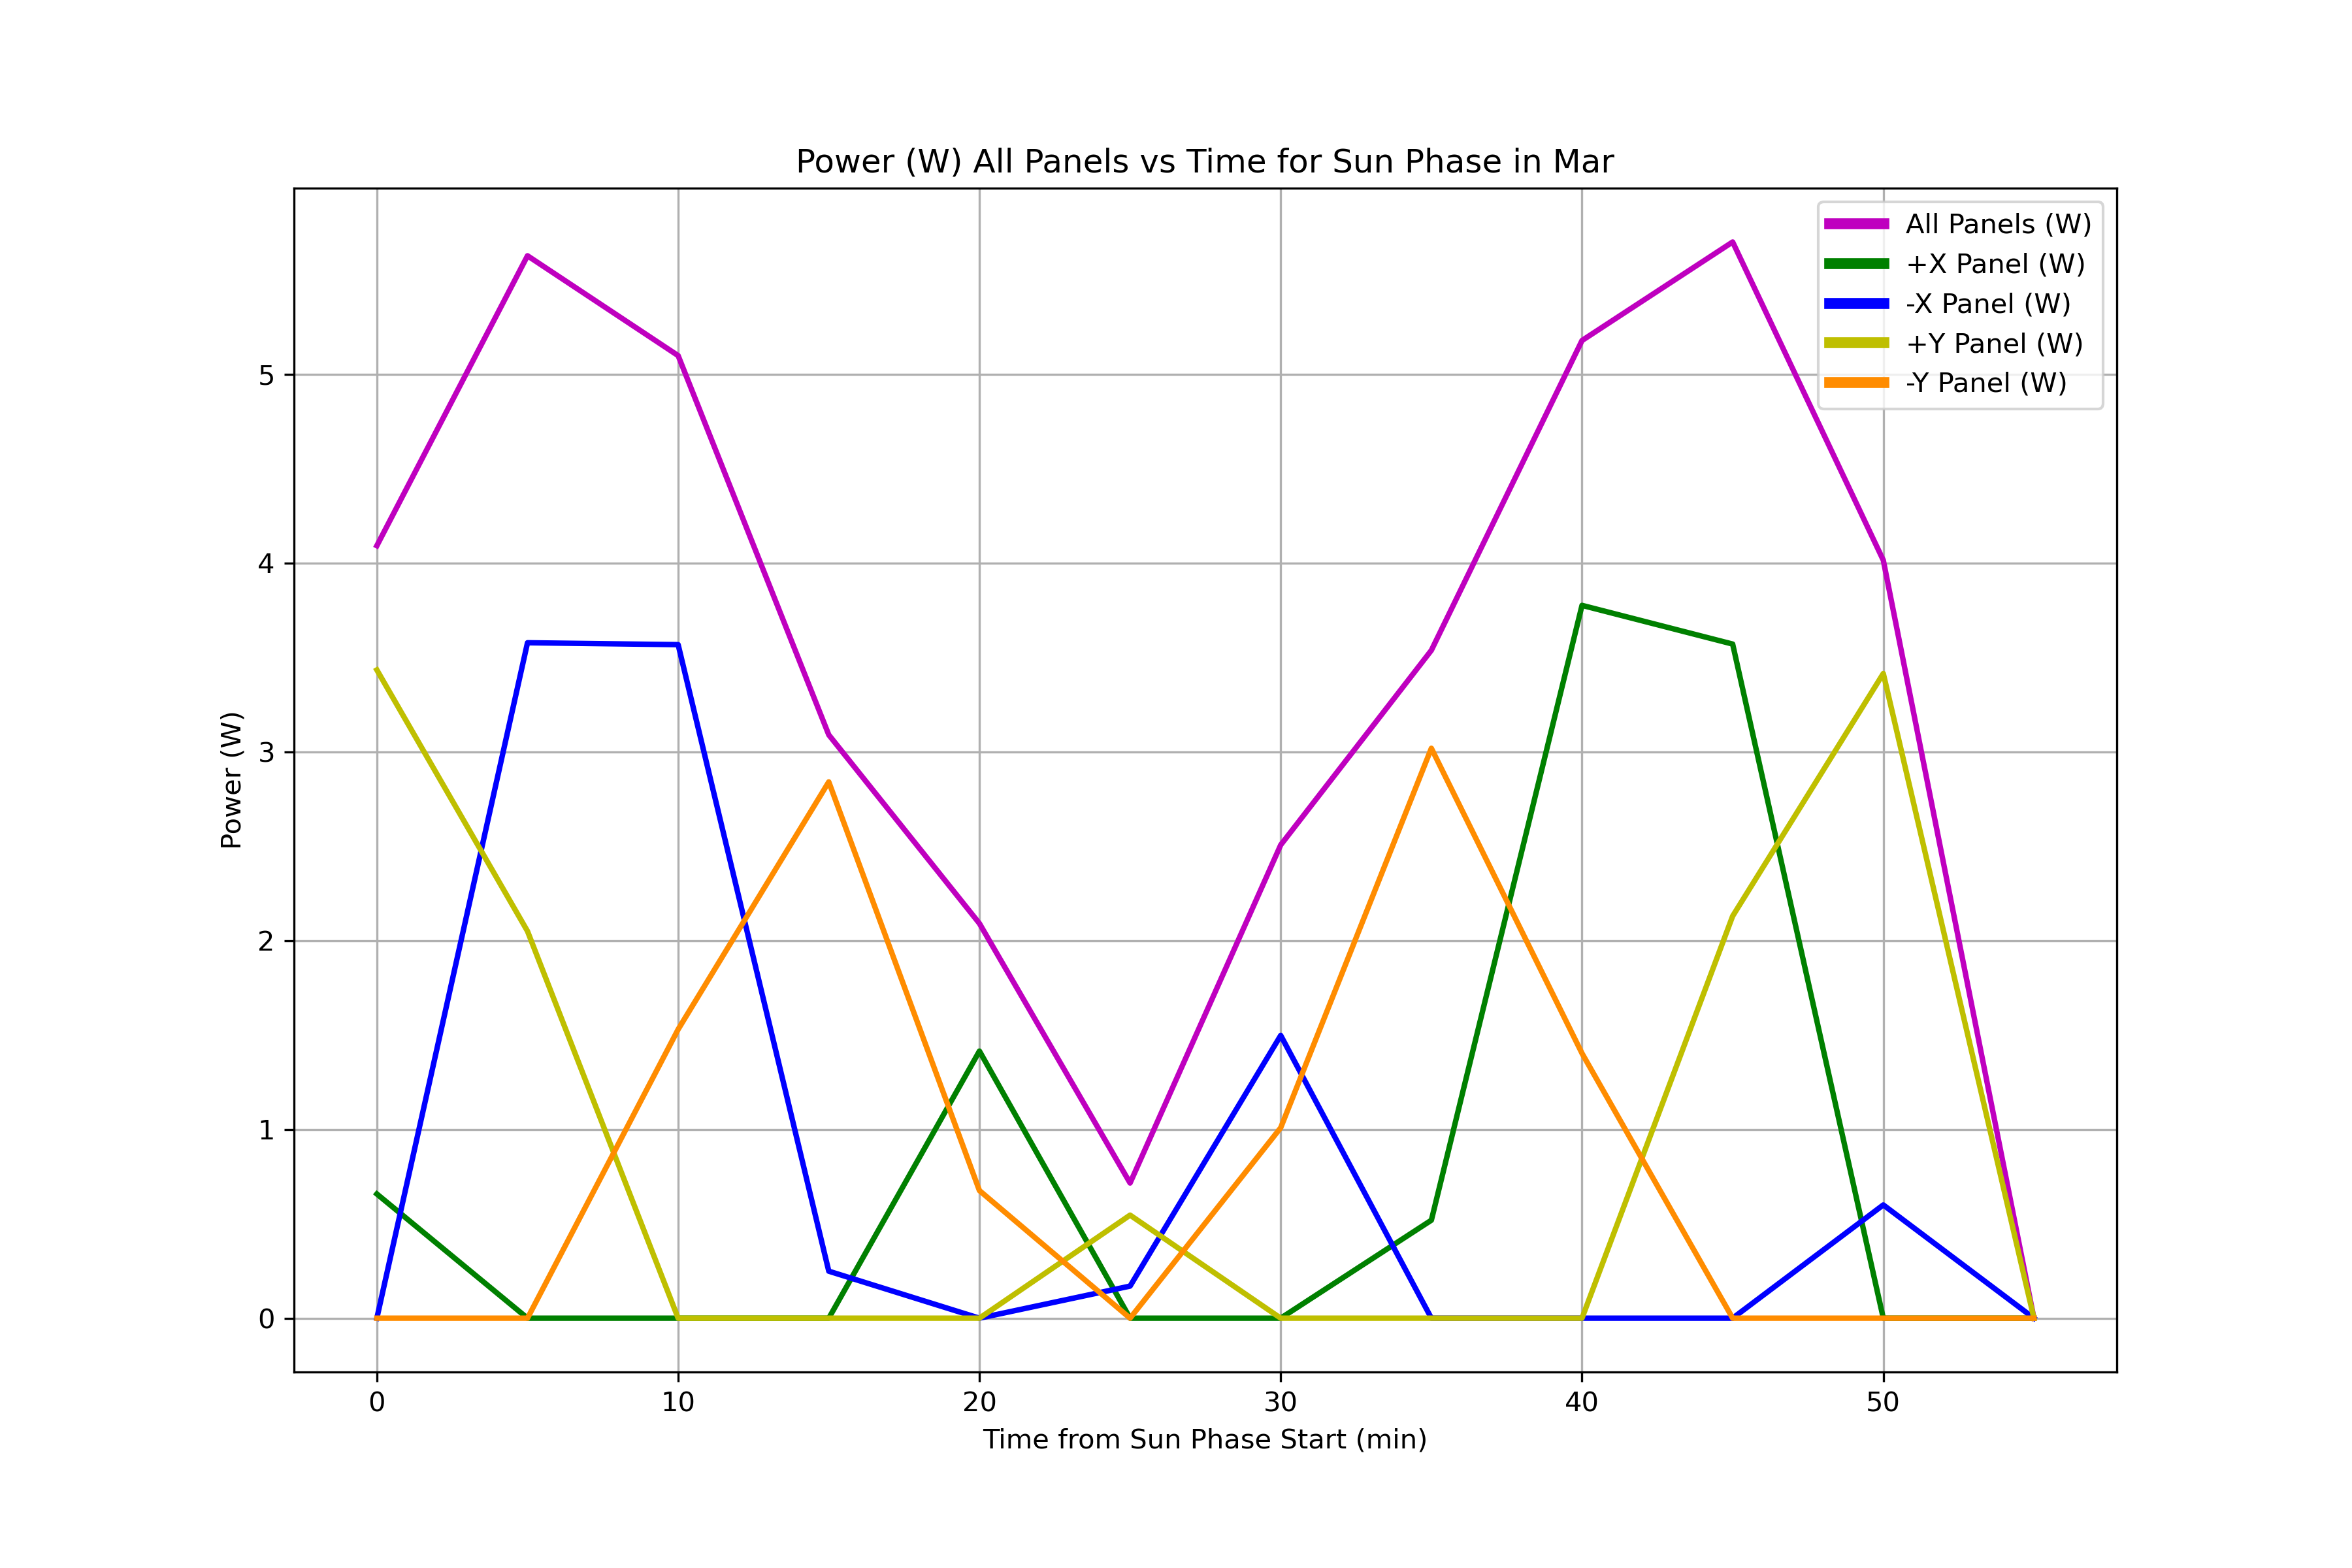 Power (W) All Panels vs Time for Sun Phase in Mar
All Panels (W)
+X Panel (W)
-X Panel (W)
+Y Panel (W)
-Y Panel (W)
5
4
3
2
1
0
Power (W)
0 10 20 30 40 50
Time from Sun Phase Start (min)